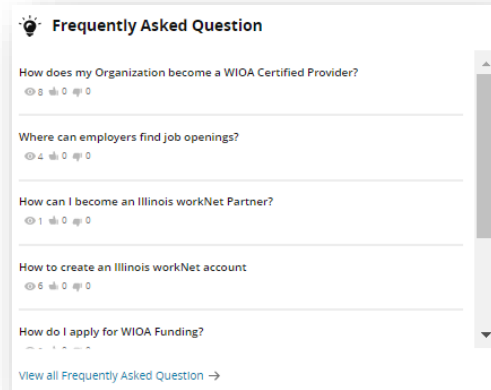 Frequently Asked Question
How does my Organization become a WIOA Certified Provider?
8 0 0
Where can employers find job openings?
4 0 0
How can I become an Illinois workNet Partner?
1 0 0
How to create an Illinois workNet account
6 0 0
How do I apply for WIOA Funding?
View all Frequently Asked Question →